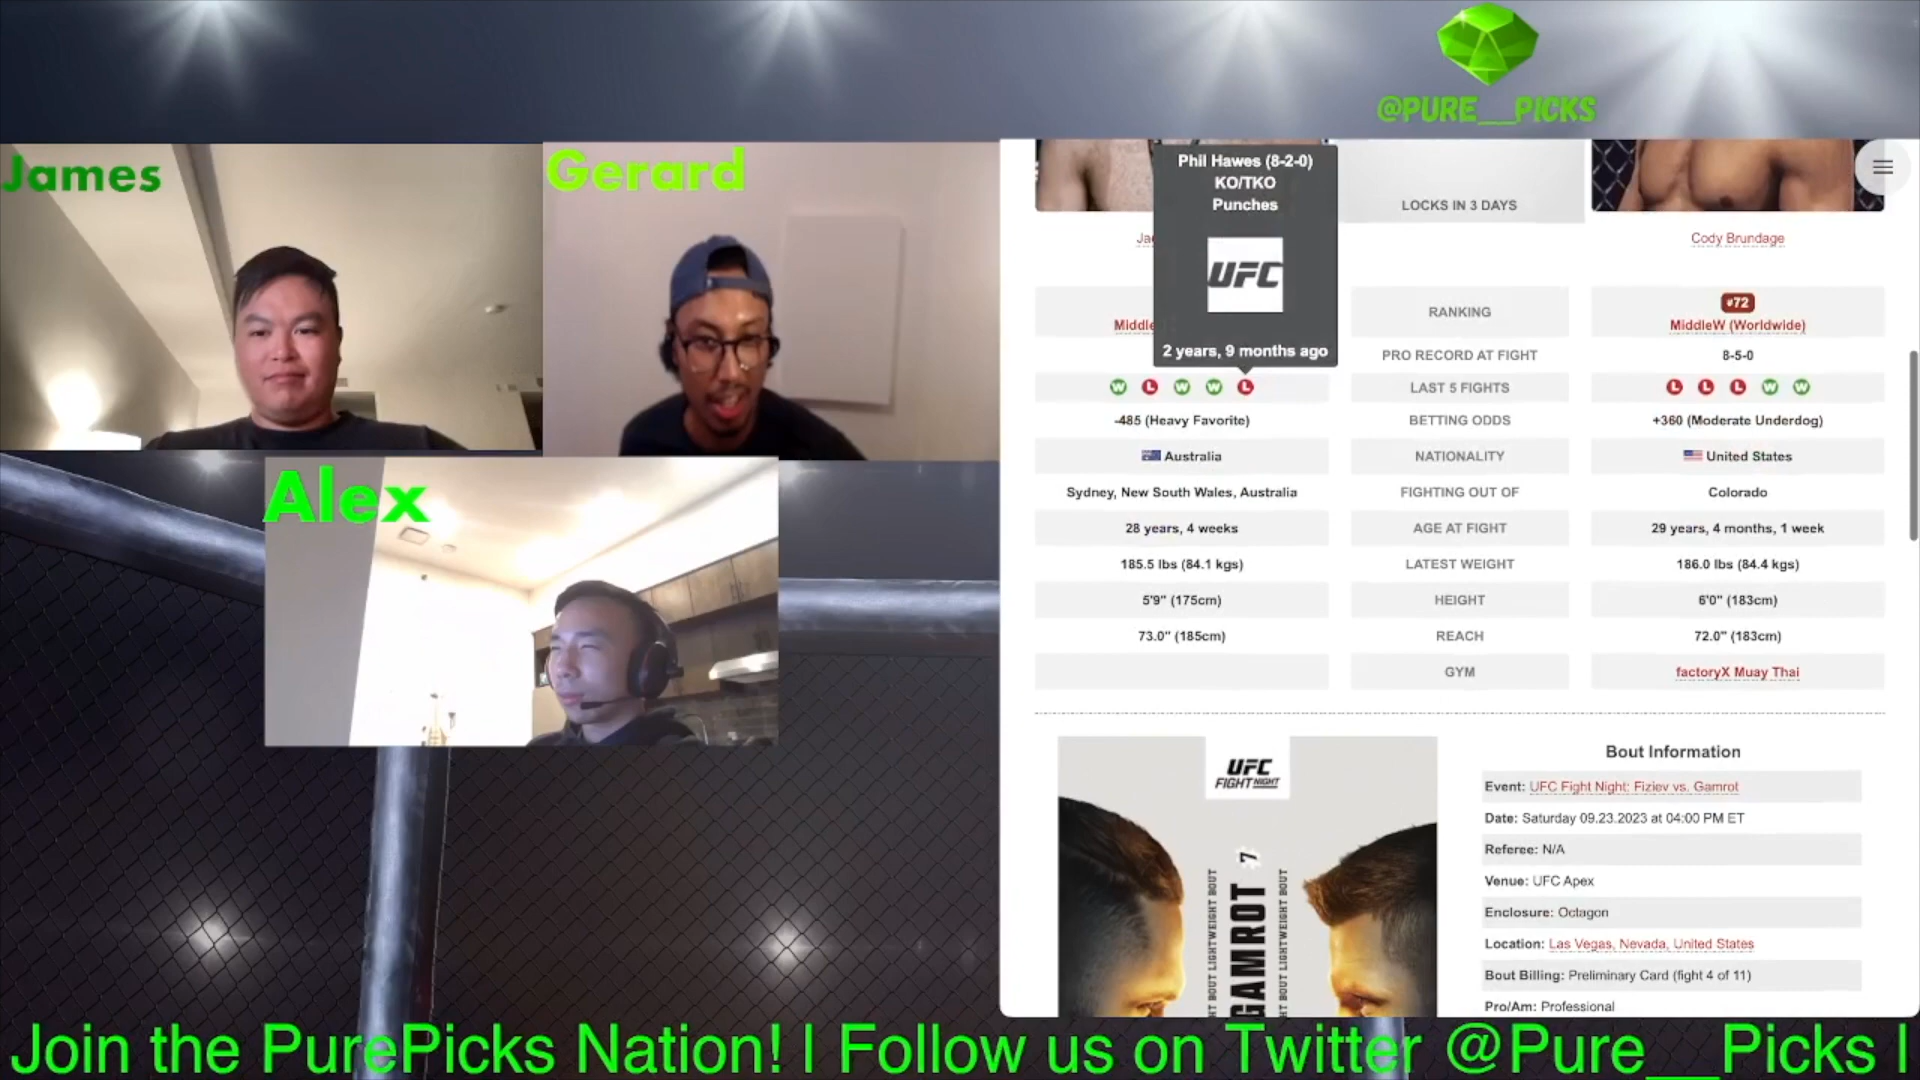 @PURE__PICKS
James
Gerard
Alex
Phil Hawes (8-2-0)
KO/TKO
Punches
UFC
2 years, 9 months ago
LOCKS IN 3 DAYS
Cody Brundage
RANKING
#72
MiddleW (Worldwide)
PRO RECORD AT FIGHT
8-5-0
W L W W L
LAST 5 FIGHTS
L L L W W
-485 (Heavy Favorite)
BETTING ODDS
+360 (Moderate Underdog)
Australia
NATIONALITY
United States
Sydney, New South Wales, Australia
FIGHTING OUT OF
Colorado
28 years, 4 weeks
AGE AT FIGHT
29 years, 4 months, 1 week
185.5 lbs (84.1 kgs)
LATEST WEIGHT
186.0 lbs (84.4 kgs)
5'9" (175cm)
HEIGHT
6'0" (183cm)
73.0" (185cm)
REACH
72.0" (183cm)
GYM
factoryX Muay Thai
UFC
FIGHT NIGHT
GAMROT 7
Bout Information
Event: UFC Fight Night: Fiziev vs. Gamrot
Date: Saturday 09.23.2023 at 04:00 PM ET
Referee: N/A
Venue: UFC Apex
Enclosure: Octagon
Location: Las Vegas, Nevada, United States
Bout Billing: Preliminary Card (fight 4 of 11)
Pro/Am: Professional
Join the PurePicks Nation! | Follow us on Twitter @Pure__Picks |